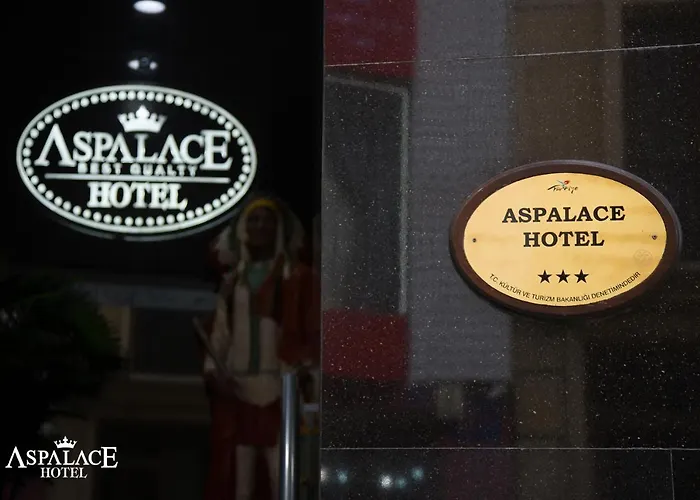 ASPALACE
BEST QUALTY
HOTEL
Türkiye
ASPALACE
HOTEL
T.C. KÜLTÜR VE TURİZM BAKANLIĞI DENETİMİNDEDİR
ASPALACE
HOTEL